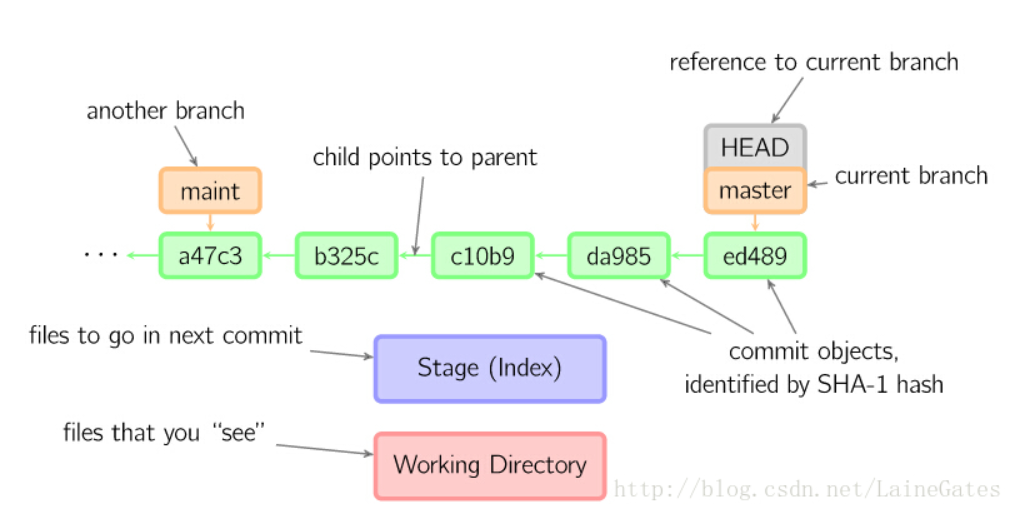 reference to current branch
another branch
HEAD
child points to parent
maint
master
current branch
...
a47c3
b325c
c10b9
da985
ed489
files to go in next commit
Stage (Index)
commit objects,
identified by SHA-1 hash
files that you “see”
Working Directory
http://blog.csdn.net/LaineGates